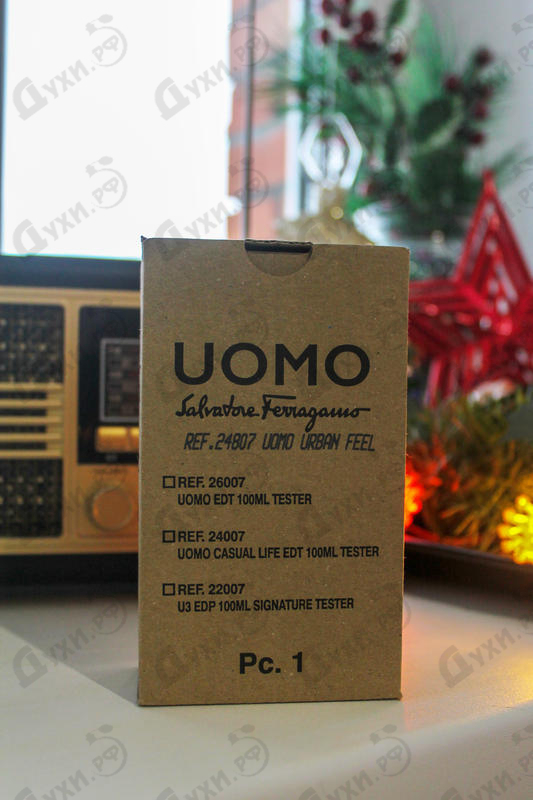 UOMO
Salvatore Ferragamo
REF.24807 UOMO URBAN FEEL
REF. 26007
UOMO EDT 100ML TESTER
REF. 24007
UOMO CASUAL LIFE EDT 100ML TESTER
REF. 22007
U3 EDP 100ML SIGNATURE TESTER
Pc. 1
Духи.рф